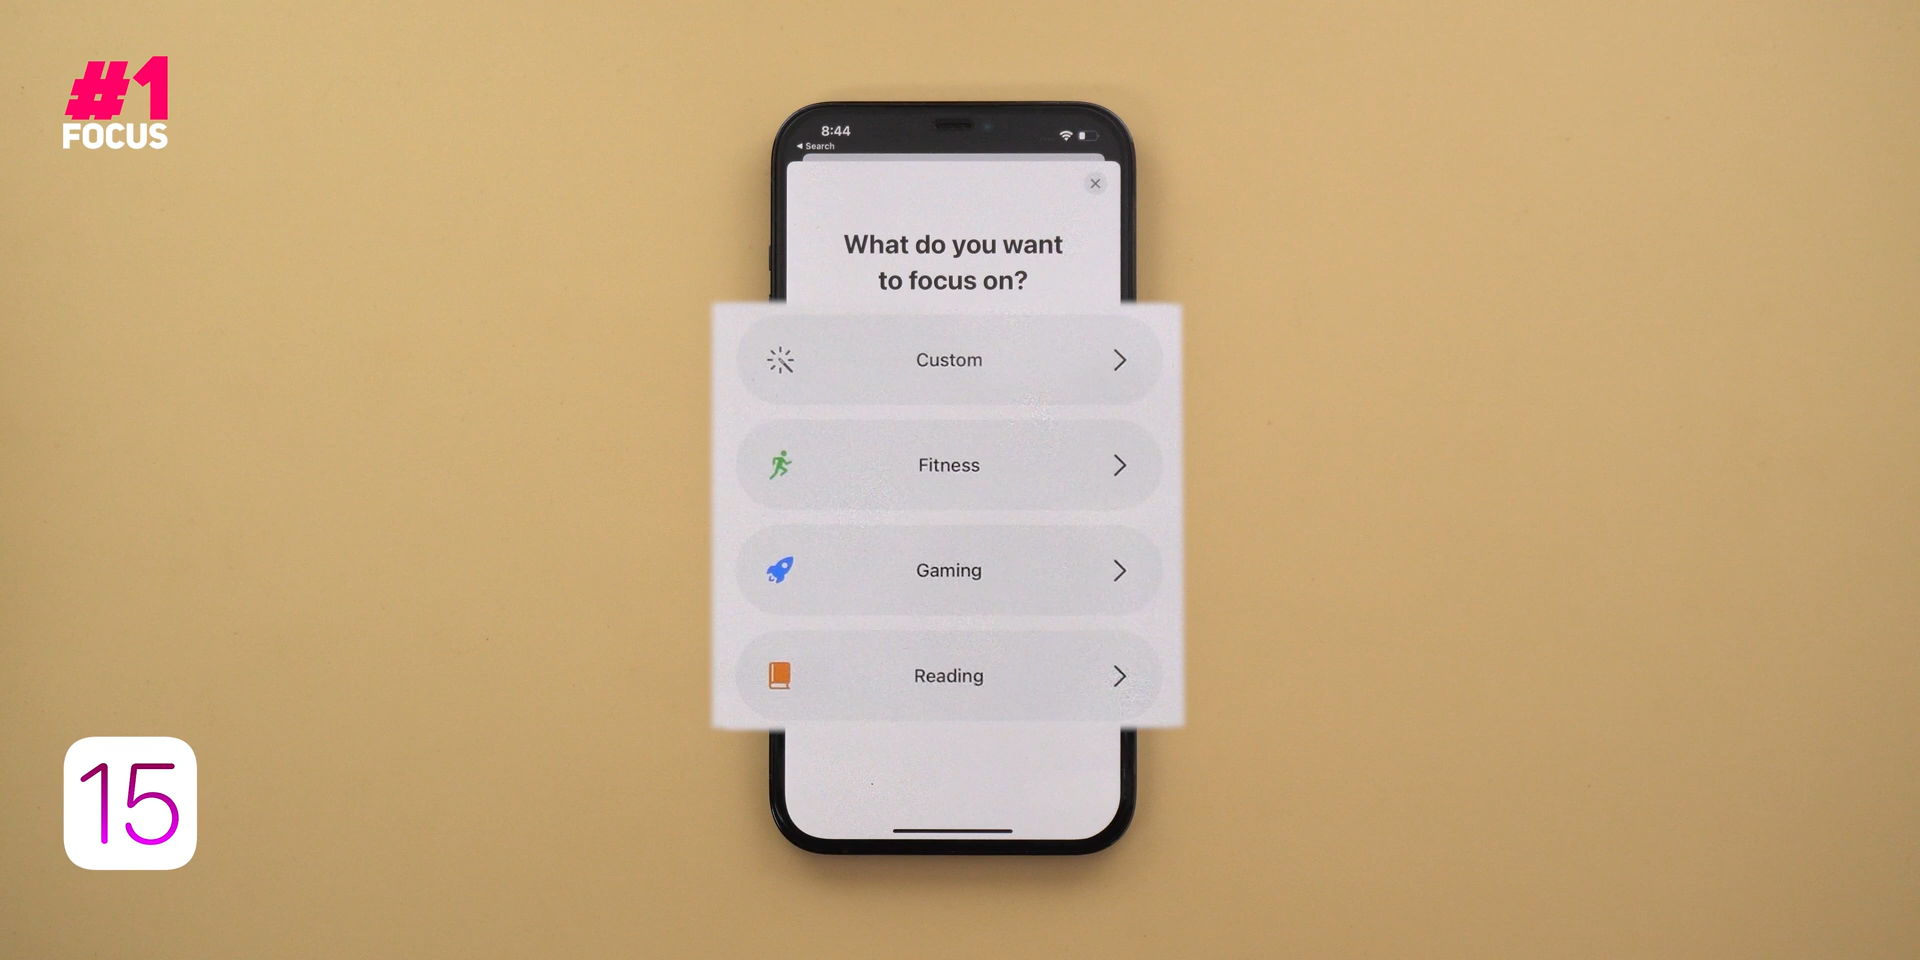 #1
FOCUS
8:44
Search
What do you want
to focus on?
Custom
Fitness
Gaming
Reading
15